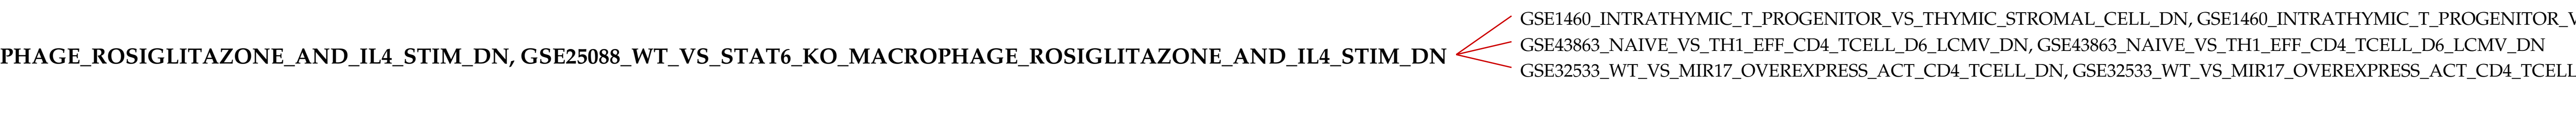 GSE1460_INTRATHYMIC_T_PROGENITOR_VS_THYMIC_STROMAL_CELL_DN, GSE1460_INTRATHYMIC_T_PROGENITOR_V
PHAGE_ROSIGLITAZONE_AND_IL4_STIM_DN, GSE25088_WT_VS_STAT6_KO_MACROPHAGE_ROSIGLITAZONE_AND_IL4_STIM_DN
GSE43863_NAIVE_VS_TH1_EFF_CD4_TCELL_D6_LCMV_DN, GSE43863_NAIVE_VS_TH1_EFF_CD4_TCELL_D6_LCMV_DN
GSE32533_WT_VS_MIR17_OVEREXPRESS_ACT_CD4_TCELL_DN, GSE32533_WT_VS_MIR17_OVEREXPRESS_ACT_CD4_TCELL